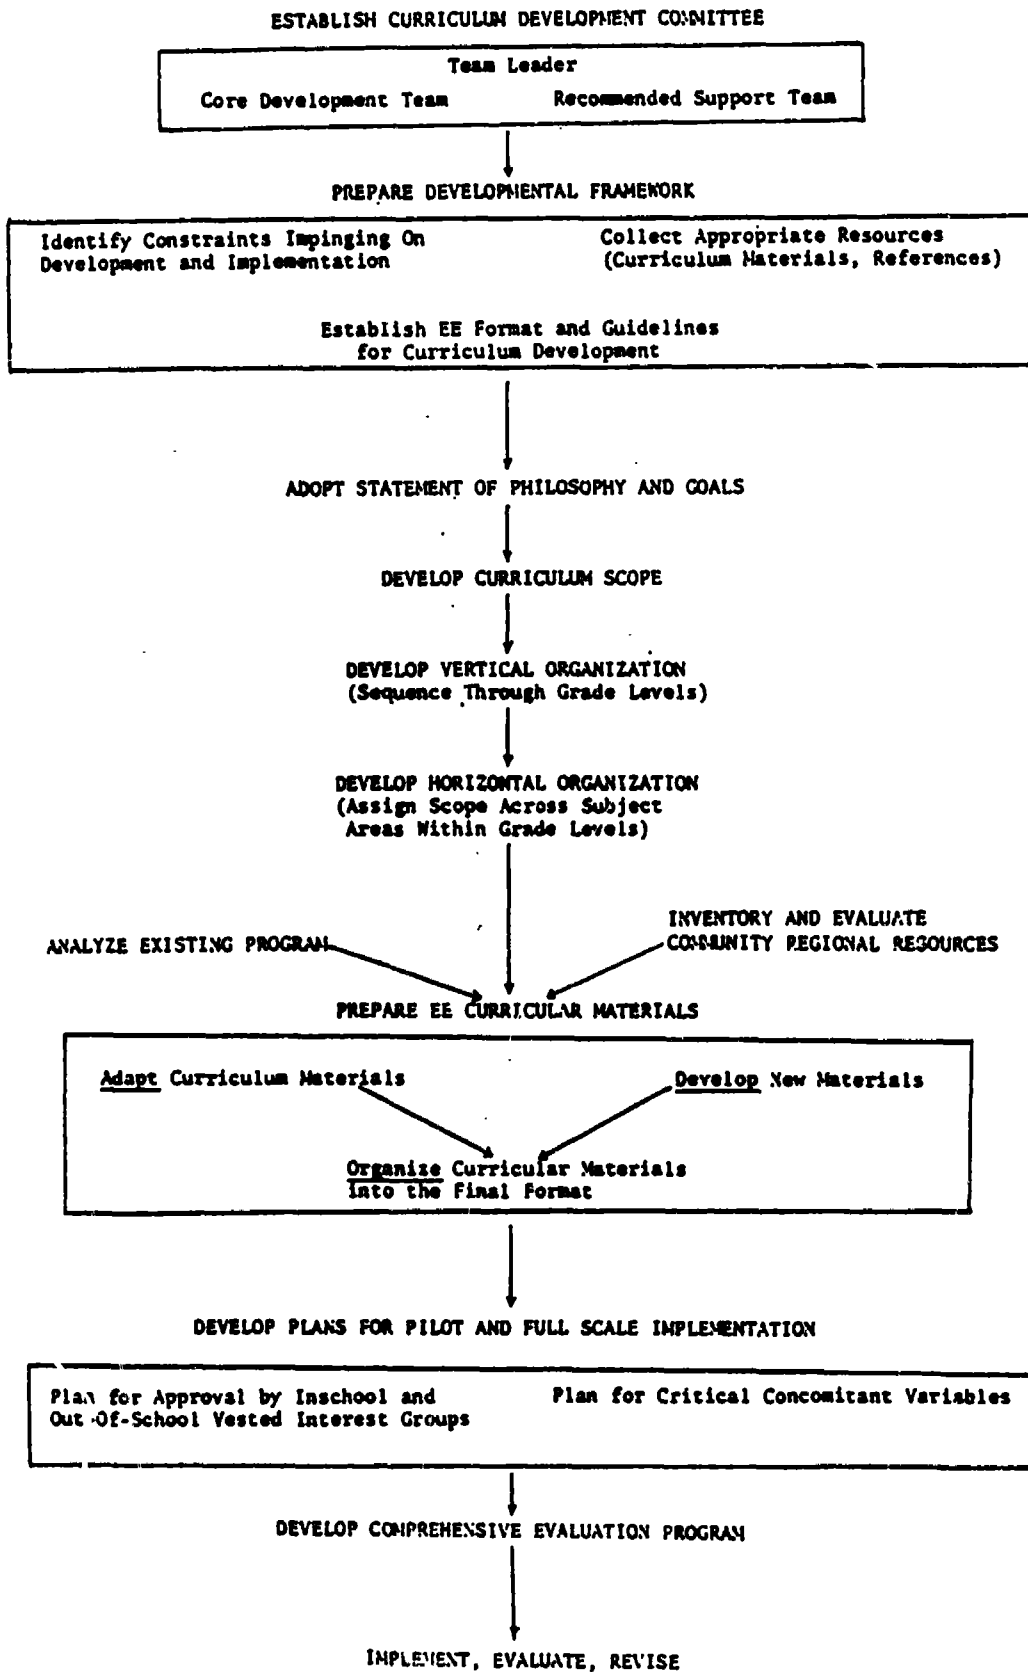 ESTABLISH CURRICULUM DEVELOPMENT COMMITTEE
Team Leader
Core Development Team
Recommended Support Team
PREPARE DEVELOPMENTAL FRAMEWORK
Identify Constraints Impinging On
Development and Implementation
Collect Appropriate Resources
(Curriculum Materials, References)
Establish EE Format and Guidelines
for Curriculum Development
ADOPT STATEMENT OF PHILOSOPHY AND GOALS
DEVELOP CURRICULUM SCOPE
DEVELOP VERTICAL ORGANIZATION
(Sequence Through Grade Levels)
DEVELOP HORIZONTAL ORGANIZATION
(Assign Scope Across Subject
Areas Within Grade Levels)
ANALYZE EXISTING PROGRAM
INVENTORY AND EVALUATE
COMMUNITY REGIONAL RESOURCES
PREPARE EE CURRICULAR MATERIALS
Adapt Curriculum Materials
Develop New Materials
Organize Curricular Materials
Into the Final Format
DEVELOP PLANS FOR PILOT AND FULL SCALE IMPLEMENTATION
Plan for Approval by Inschool and
Out-Of-School Vested Interest Groups
Plan for Critical Concomitant Variables
DEVELOP COMPREHENSIVE EVALUATION PROGRAM
IMPLEMENT, EVALUATE, REVISE